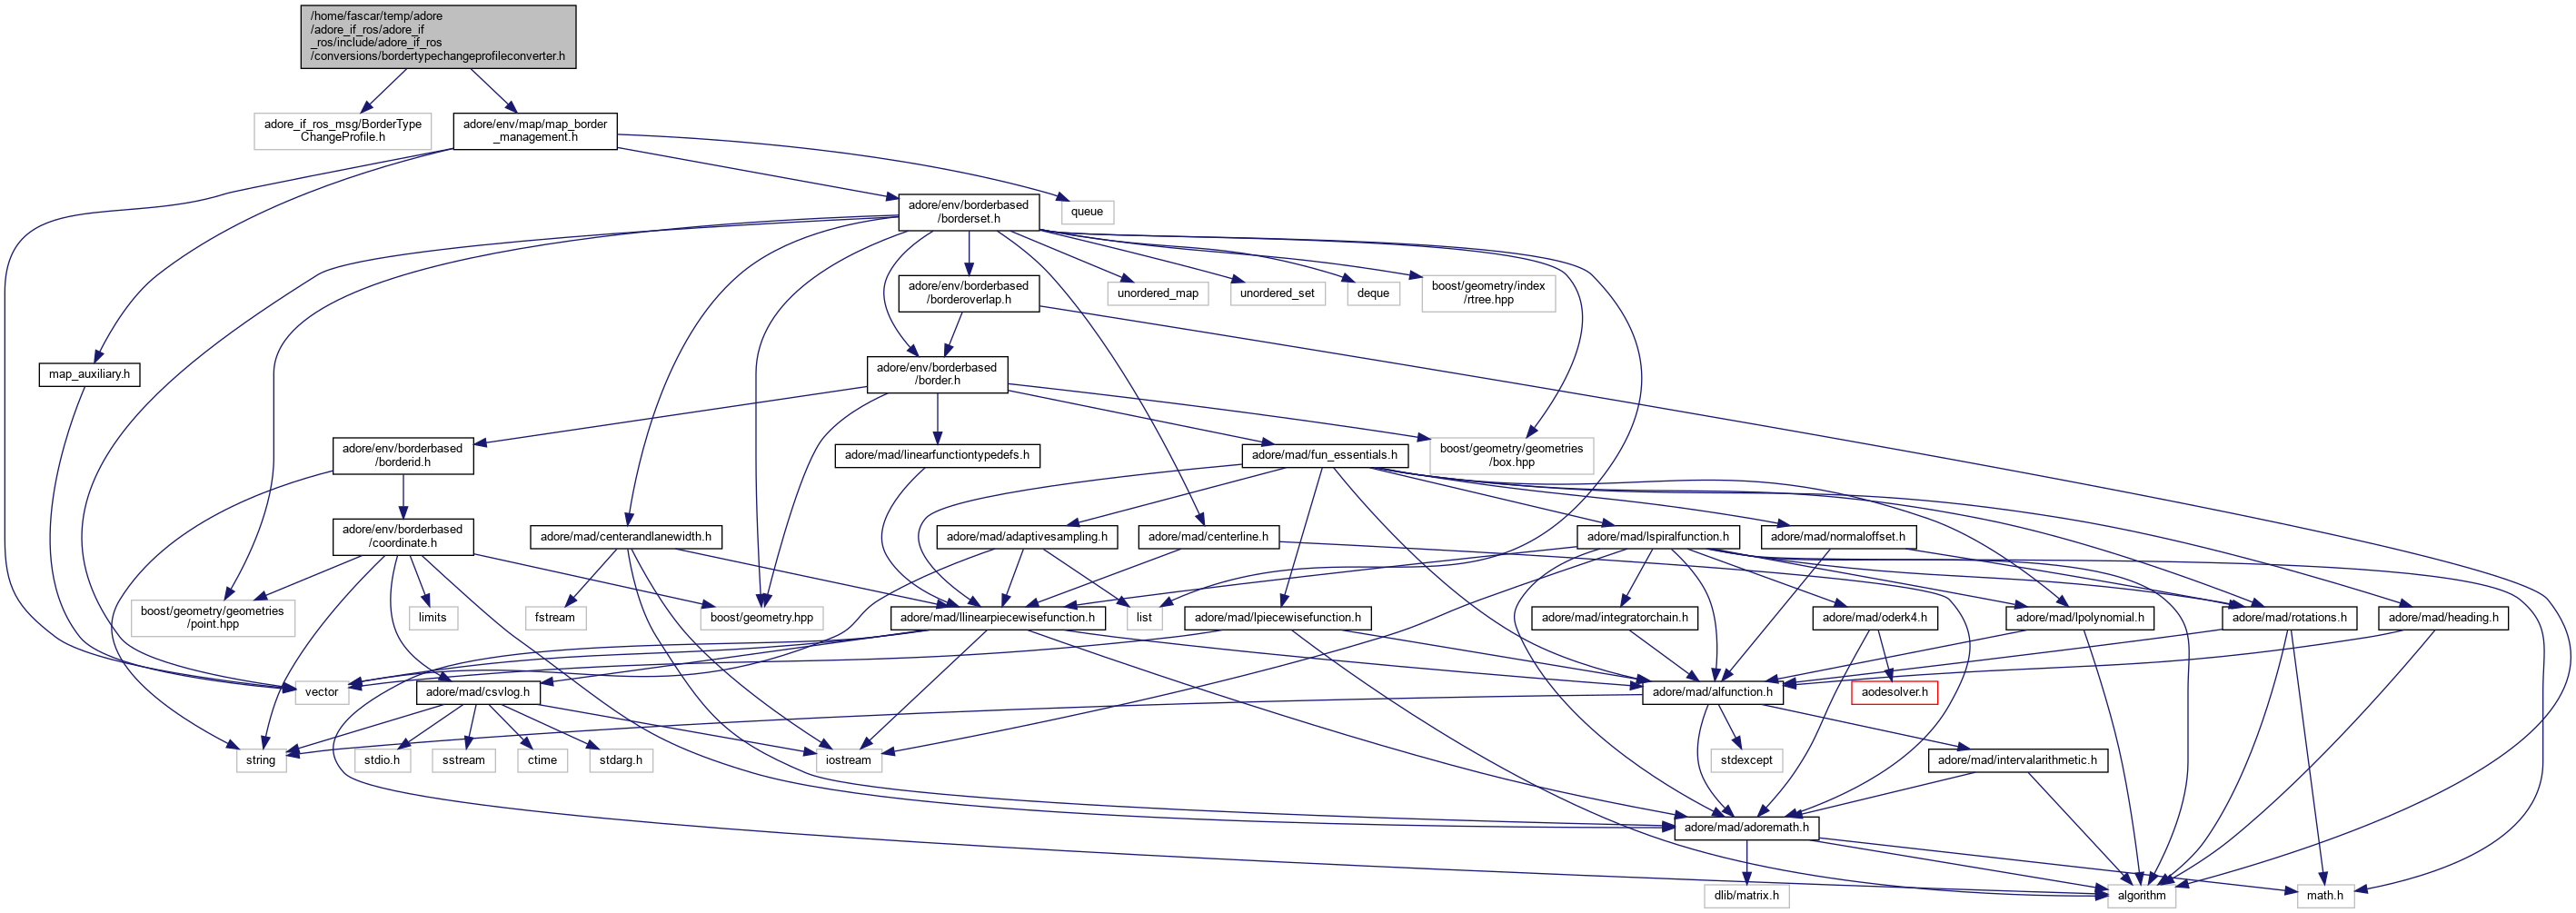 /home/fascar/temp/adore
/adore_if_ros/adore_if
_ros/include/adore_if_ros
/conversions/bordertypechangeprofileconverter.h
adore_if_ros_msg/BorderType
ChangeProfile.h
adore/env/map/map_border
_management.h
adore/env/borderbased
/borderset.h
queue
adore/env/borderbased
/borderoverlap.h
unordered_map
unordered_set
deque
boost/geometry/index
/rtree.hpp
map_auxiliary.h
adore/env/borderbased
/border.h
adore/env/borderbased
/borderid.h
adore/mad/linearfunctiontypedefs.h
adore/mad/fun_essentials.h
boost/geometry/geometries
/box.hpp
adore/env/borderbased
/coordinate.h
adore/mad/centerandlanewidth.h
adore/mad/adaptivesampling.h
adore/mad/centerline.h
adore/mad/lspiralfunction.h
adore/mad/normaloffset.h
boost/geometry/geometries
/point.hpp
limits
fstream
boost/geometry.hpp
adore/mad/llinearpiecewisefunction.h
list
adore/mad/lpiecewisefunction.h
adore/mad/integratorchain.h
adore/mad/oderk4.h
adore/mad/lpolynomial.h
adore/mad/rotations.h
adore/mad/heading.h
vector
adore/mad/csvlog.h
adore/mad/alfunction.h
aodesolver.h
string
stdio.h
sstream
ctime
stdarg.h
iostream
stdexcept
adore/mad/intervalarithmetic.h
adore/mad/adoremath.h
dlib/matrix.h
algorithm
math.h